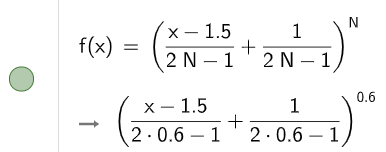 f(x) = ((x − 1.5)/(2 N − 1) + 1/(2 N − 1))^N
→ ((x − 1.5)/(2 · 0.6 − 1) + 1/(2 · 0.6 − 1))^0.6